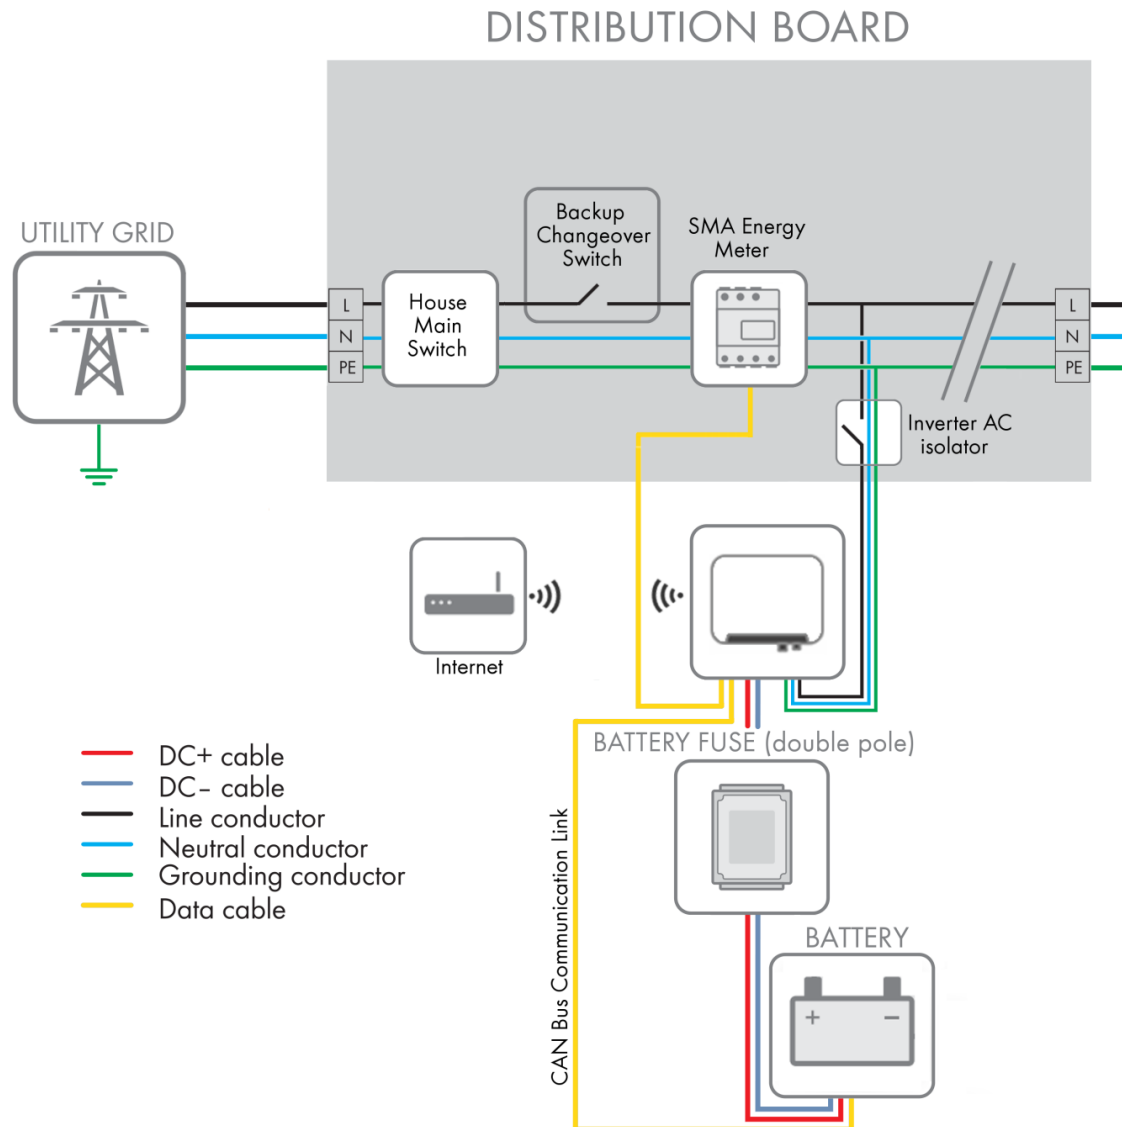 DISTRIBUTION BOARD
UTILITY GRID
Backup
Changeover
Switch
SMA Energy
Meter
L
N
PE
House
Main
Switch
L
N
PE
Inverter AC
isolator
Internet
BATTERY FUSE (double pole)
DC+ cable
DC– cable
Line conductor
Neutral conductor
Grounding conductor
Data cable
CAN Bus Communication Link
BATTERY
+ –